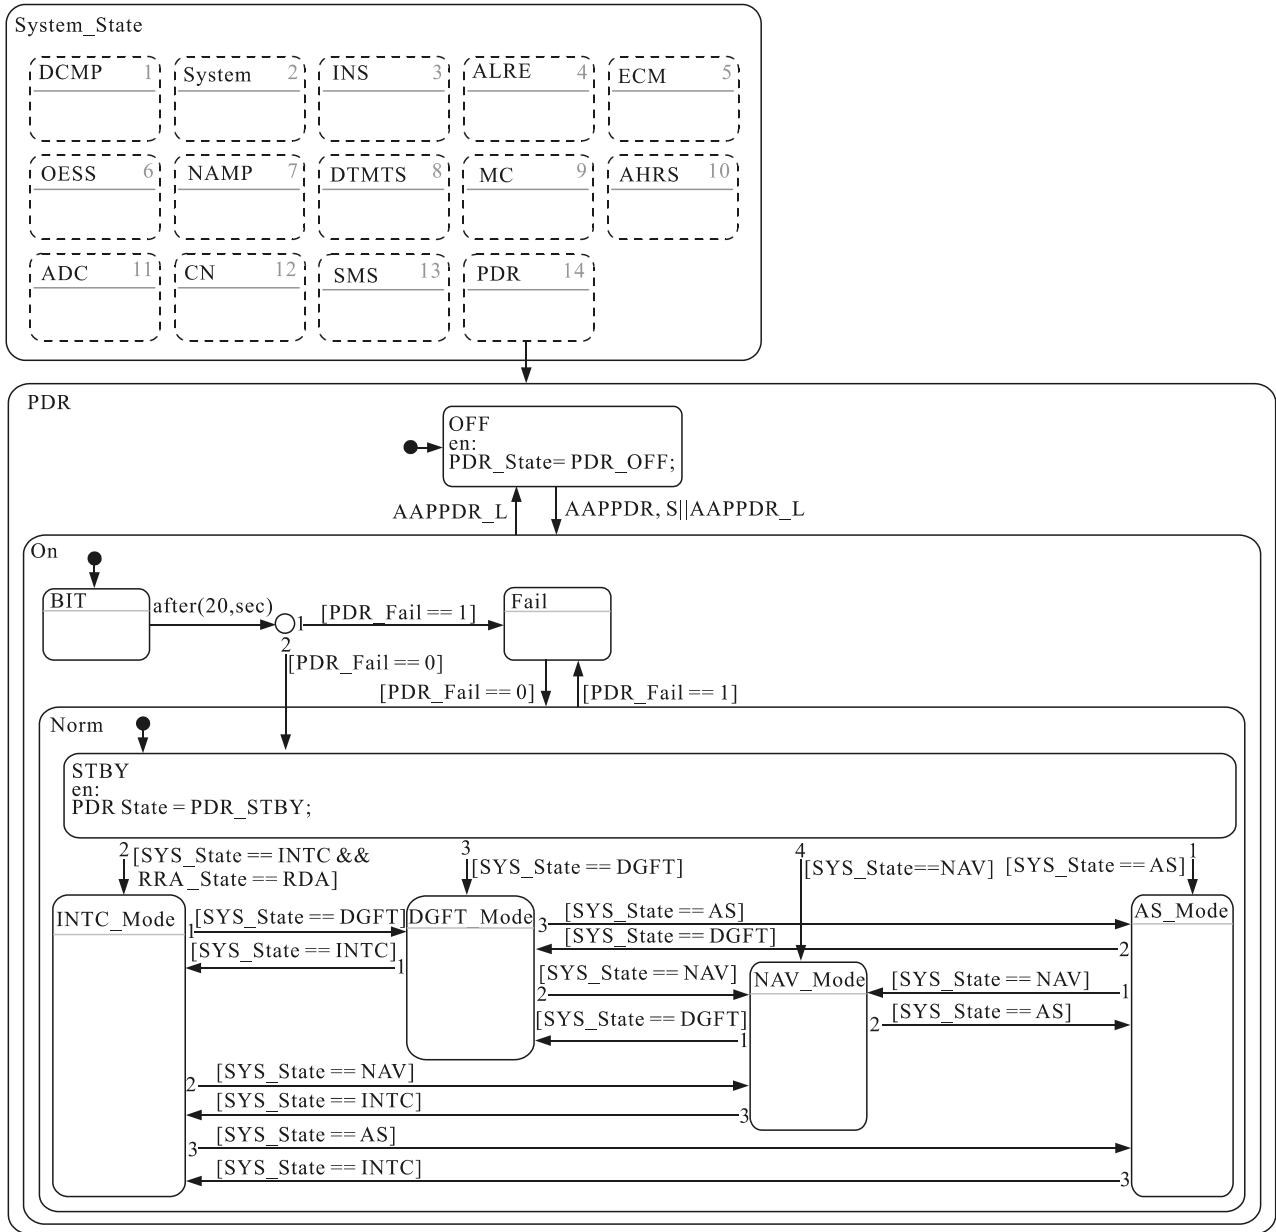 System_State
DCMP 1
System 2
INS 3
ALRE 4
ECM 5
OESS 6
NAMP 7
DTMTS 8
MC 9
AHRS 10
ADC 11
CN 12
SMS 13
PDR 14
PDR
OFF
en:
PDR_State= PDR_OFF;
AAPPDR_L
AAPPDR, S||AAPPDR_L
On
BIT
after(20,sec)
1
[PDR_Fail == 1]
Fail
2
[PDR_Fail == 0]
[PDR_Fail == 0]
[PDR_Fail == 1]
Norm
STBY
en:
PDR State = PDR_STBY;
2
[SYS_State == INTC &&
RRA_State == RDA]
3
[SYS_State == DGFT]
4
[SYS_State==NAV]
1
[SYS_State == AS]
INTC_Mode
DGFT_Mode
NAV_Mode
AS_Mode
1
[SYS_State == DGFT]
[SYS_State == INTC]
1
3
[SYS_State == AS]
[SYS_State == DGFT]
2
[SYS_State == NAV]
2
[SYS_State == DGFT]
1
[SYS_State == NAV]
1
2
[SYS_State == AS]
2
[SYS_State == NAV]
[SYS_State == INTC]
3
3
[SYS_State == AS]
[SYS_State == INTC]
3